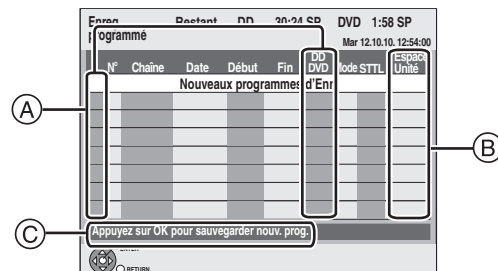 Enreg. programmé Restant DD 30:24 SP DVD 1:58 SP
Mar 12.10.10. 12:54:00
N° Chaîne Date Début Fin DD DVD Mode STTL Espace Unité
Nouveaux programmes d'Enr
A
B
C
Appuyez sur OK pour sauvegarder nouv. prog.
RETURN